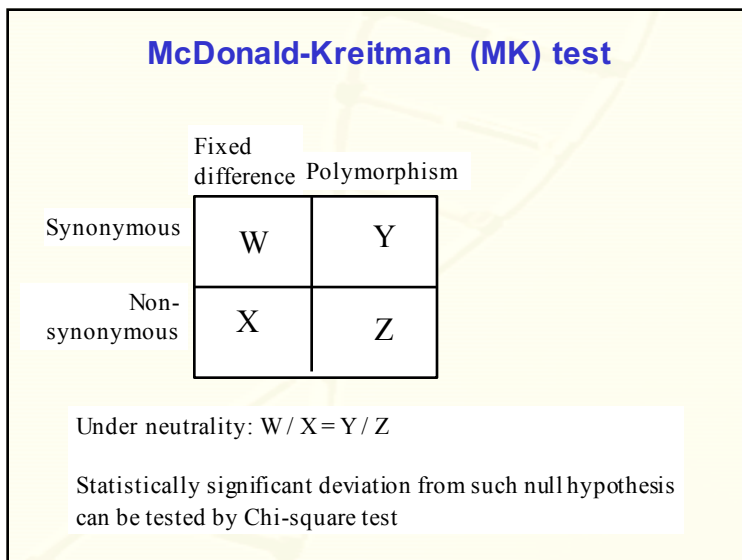 McDonald-Kreitman (MK) test
Fixed
difference Polymorphism
Synonymous W Y
Non-
synonymous X Z
Under neutrality: W / X = Y / Z
Statistically significant deviation from such null hypothesis
can be tested by Chi-square test